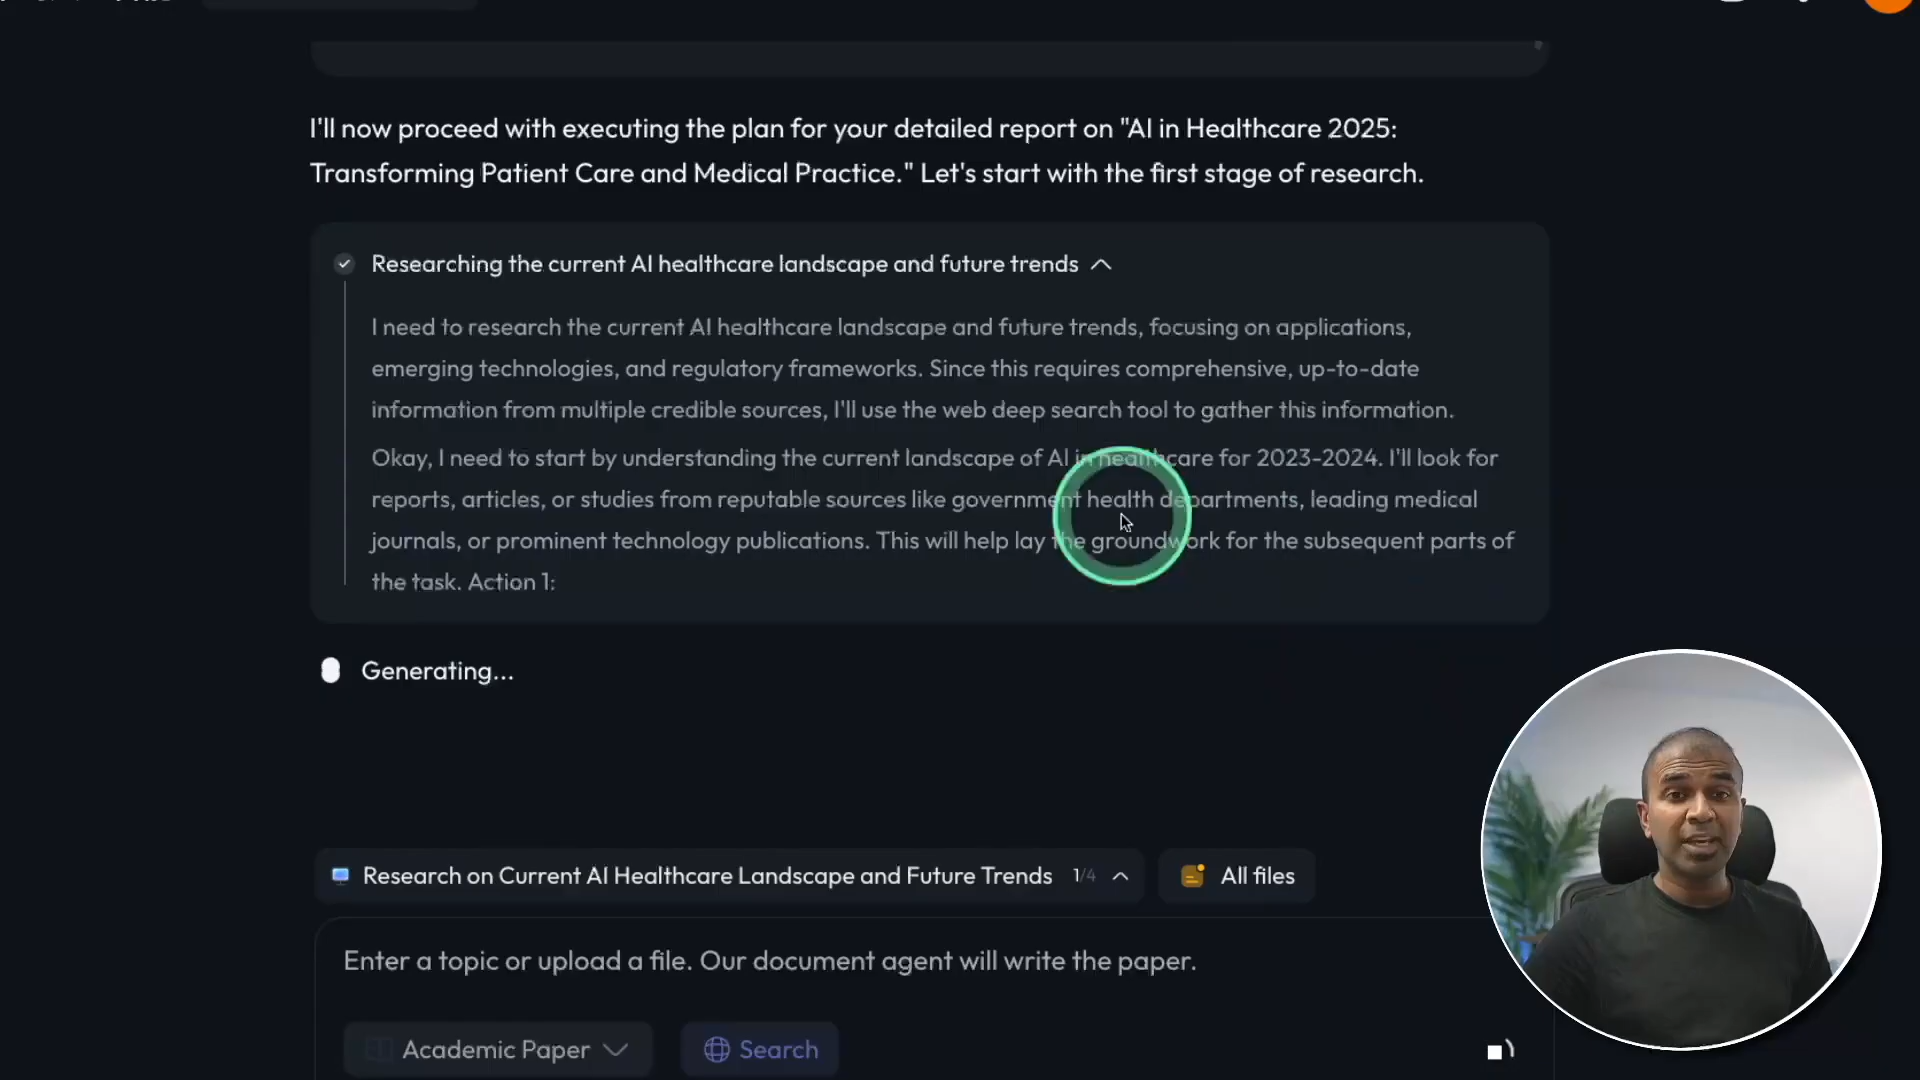 I'll now proceed with executing the plan for your detailed report on "AI in Healthcare 2025:
Transforming Patient Care and Medical Practice." Let's start with the first stage of research.
Researching the current AI healthcare landscape and future trends
I need to research the current AI healthcare landscape and future trends, focusing on applications,
emerging technologies, and regulatory frameworks. Since this requires comprehensive, up-to-date
information from multiple credible sources, I'll use the web deep search tool to gather this information.
Okay, I need to start by understanding the current landscape of AI in healthcare for 2023-2024. I'll look for
reports, articles, or studies from reputable sources like government health departments, leading medical
journals, or prominent technology publications. This will help lay the groundwork for the subsequent parts of
the task. Action 1:
Generating...
Research on Current AI Healthcare Landscape and Future Trends 1/4
All files
Enter a topic or upload a file. Our document agent will write the paper.
Academic Paper
Search